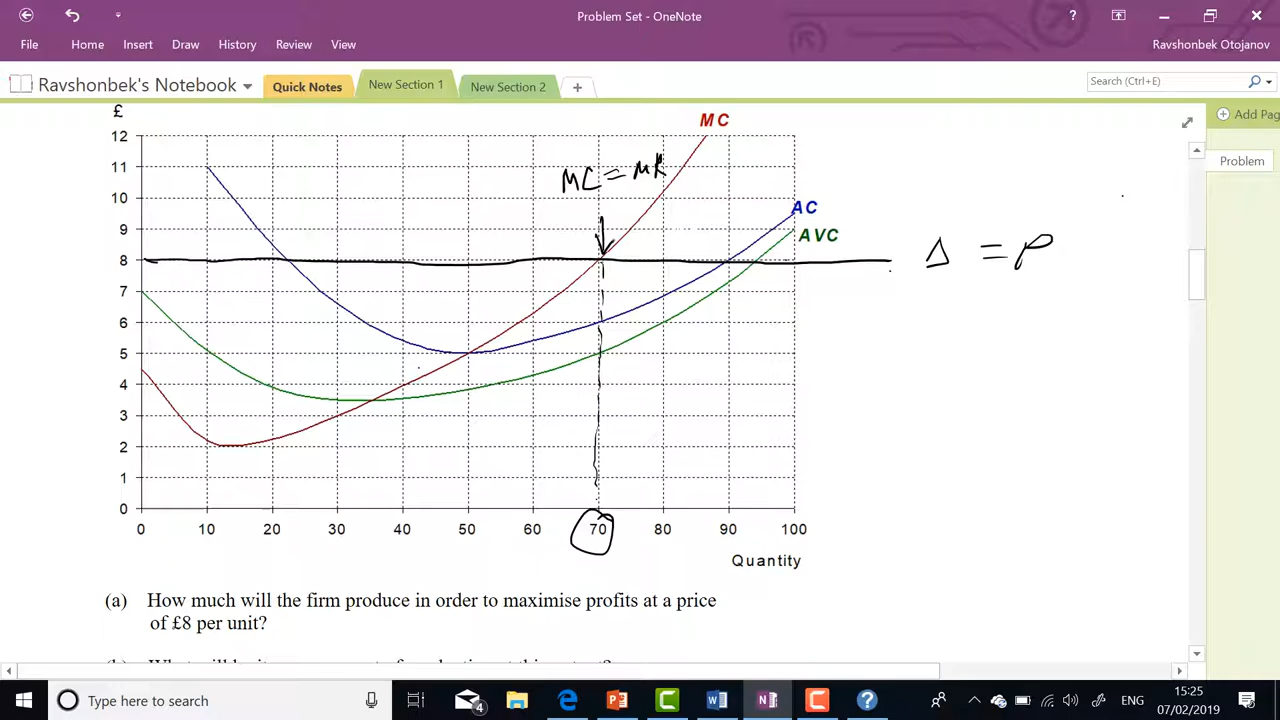 Problem Set - OneNote
?
File Home Insert Draw History Review View Ravshonbek Otojanov
Ravshonbek's Notebook Quick Notes New Section 1 New Section 2 + Search (Ctrl+E)
Add Pag
Problem
£
MC
12
11
10
9
8
7
6
5
4
3
2
1
0
MC = MR
AC
AVC
= P
0 10 20 30 40 50 60 70 80 90 100
Quantity
(a) How much will the firm produce in order to maximise profits at a price
of £8 per unit?
Type here to search
4
ENG
15:25
07/02/2019